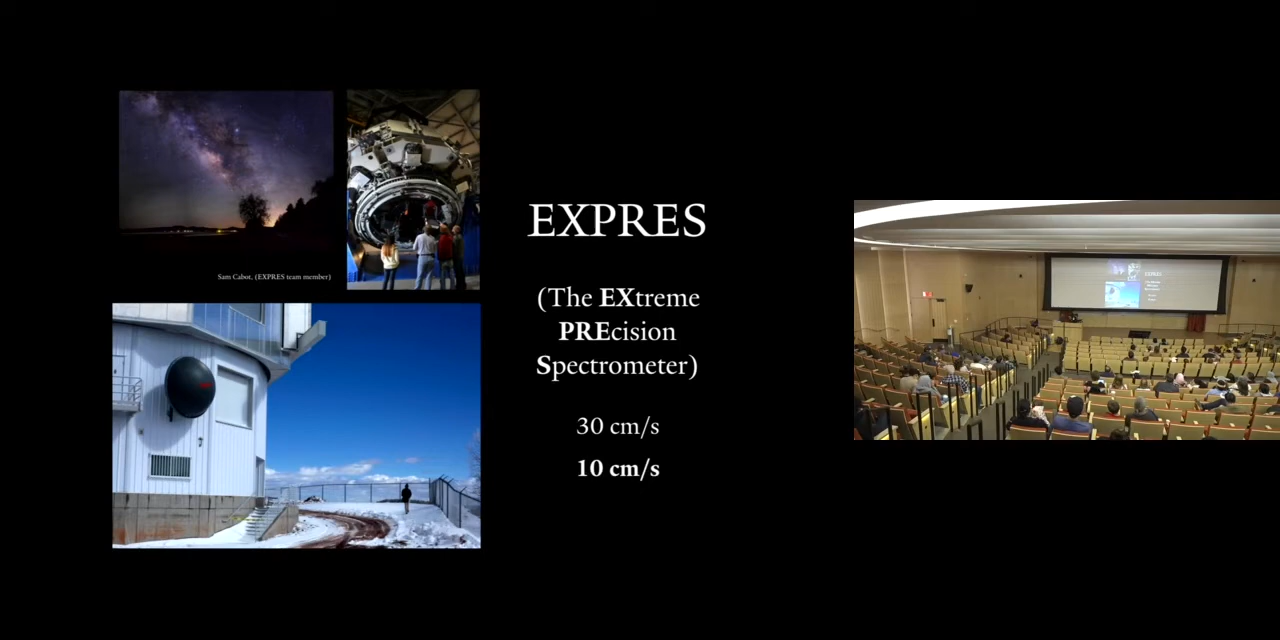 Sam Cabot, (EXPRES team member)
EXPRES
(The EXtreme
PREcision
Spectrometer)
30 cm/s
10 cm/s